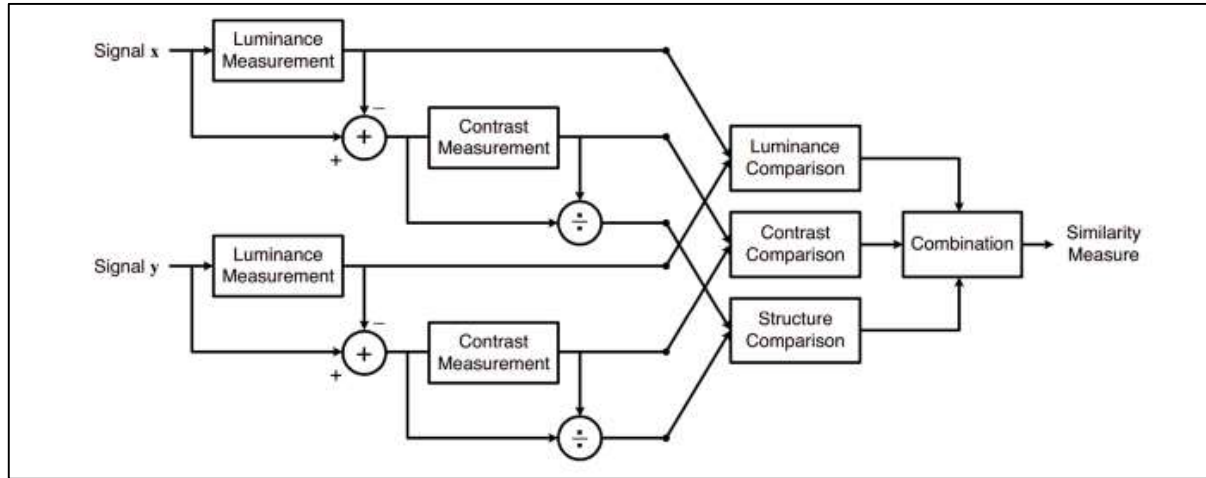 Signal x
Luminance
Measurement
−
+
+
Contrast
Measurement
÷
Signal y
Luminance
Measurement
−
+
+
Contrast
Measurement
÷
Luminance
Comparison
Contrast
Comparison
Structure
Comparison
Combination
Similarity
Measure